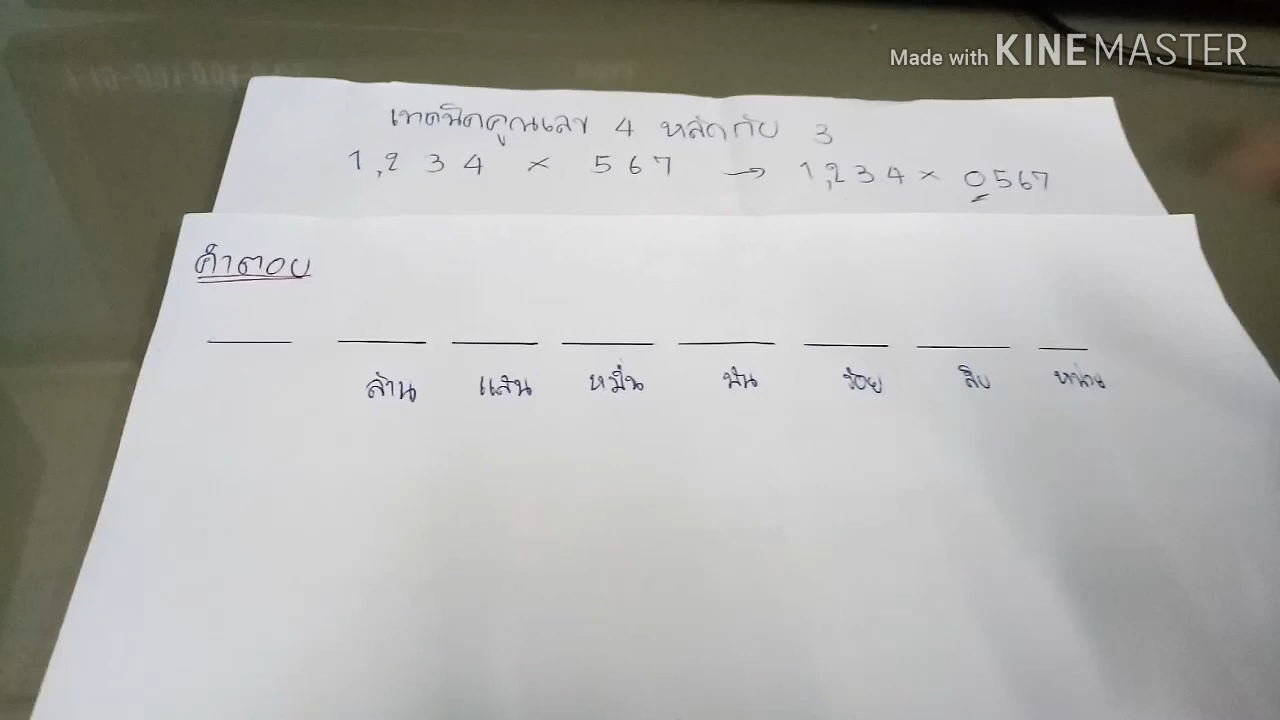 Made with KINEMASTER
เทคนิคคูณเลข 4 หลักกับ 3
1,234 × 567 → 1,234 × 0567
คำตอบ
ล้าน แสน หมื่น พัน ร้อย สิบ หน่วย